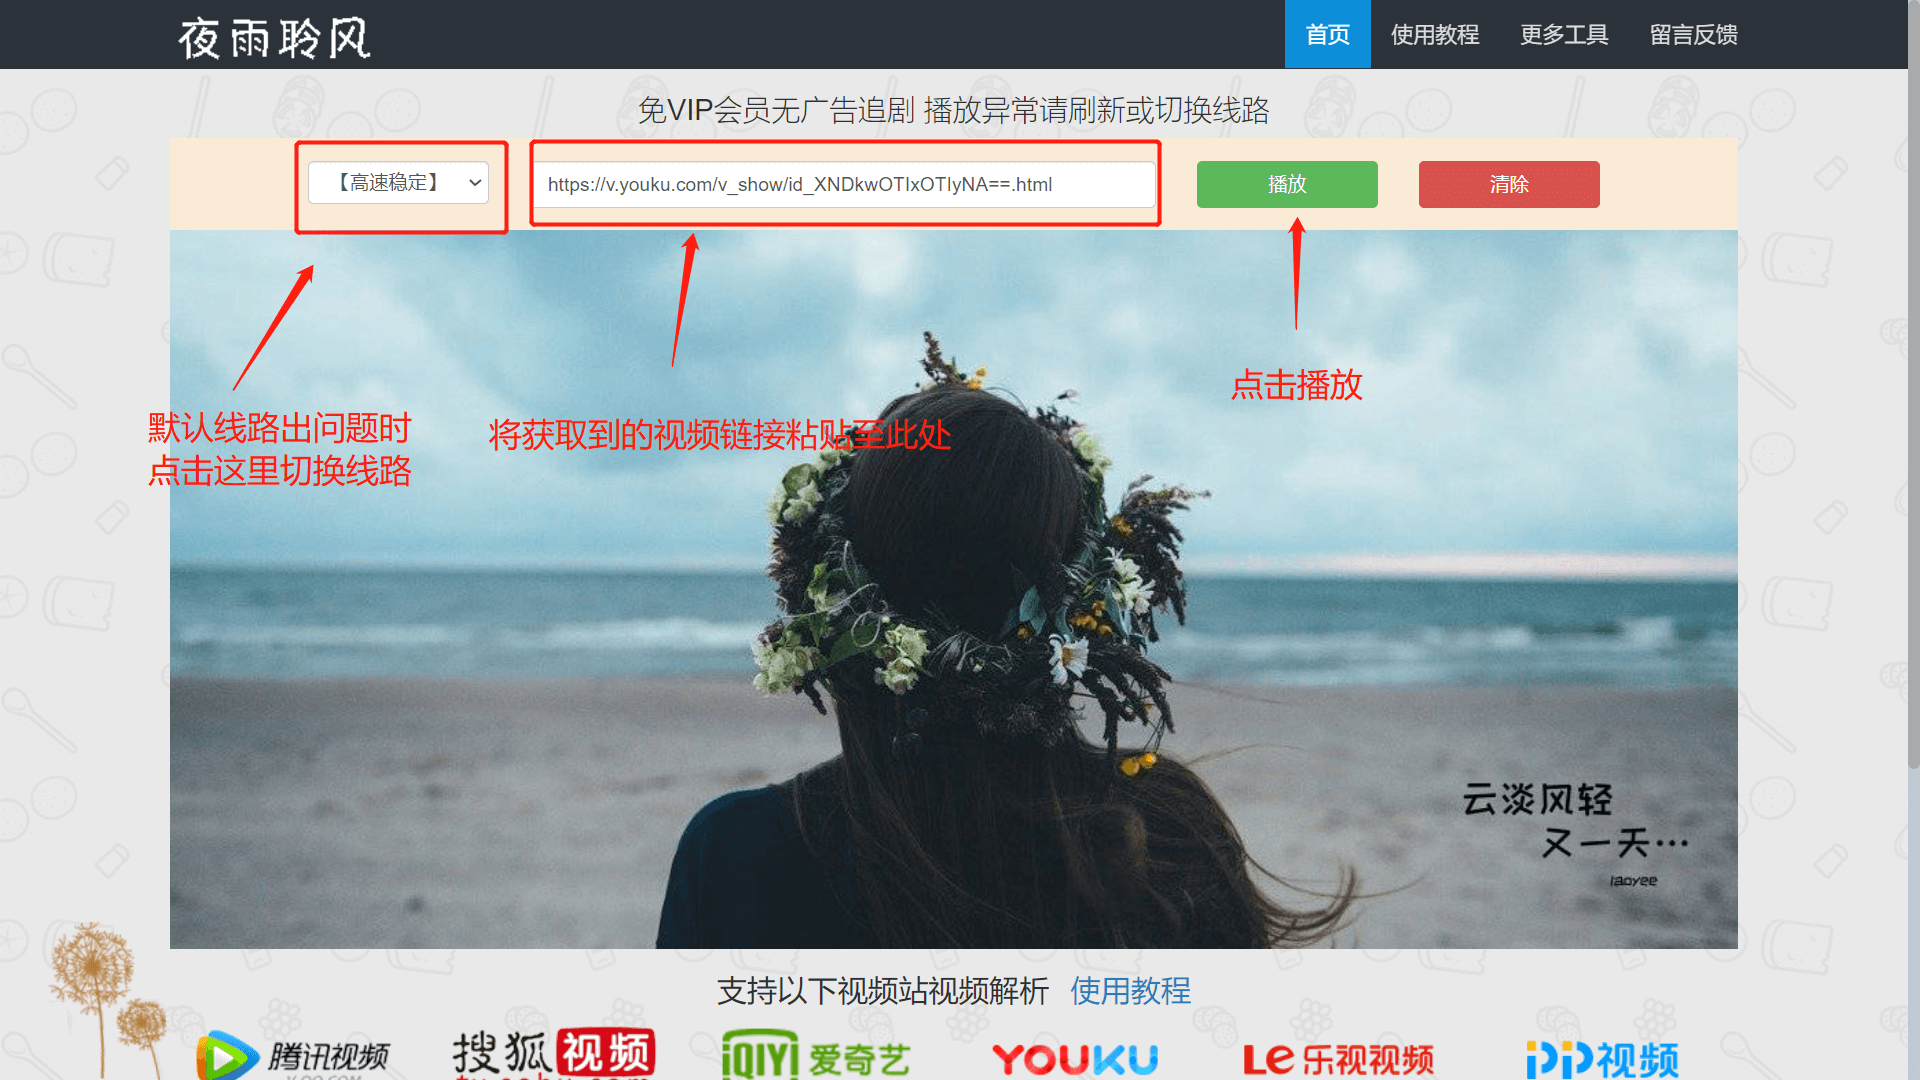 夜雨聆风
首页 使用教程 更多工具 留言反馈
免VIP会员无广告追剧 播放异常请刷新或切换线路
【高速稳定】 https://v.youku.com/v_show/id_XNDkwOTIxOTIyNA==.html 播放 清除
点击播放
默认线路出问题时
点击这里切换线路
将获取到的视频链接粘贴至此处
云淡风轻
又一天…
laoyee
支持以下视频站视频解析 使用教程
腾讯视频 搜狐视频 iQIYI 爱奇艺 YOUKU Le 乐视视频 PP视频